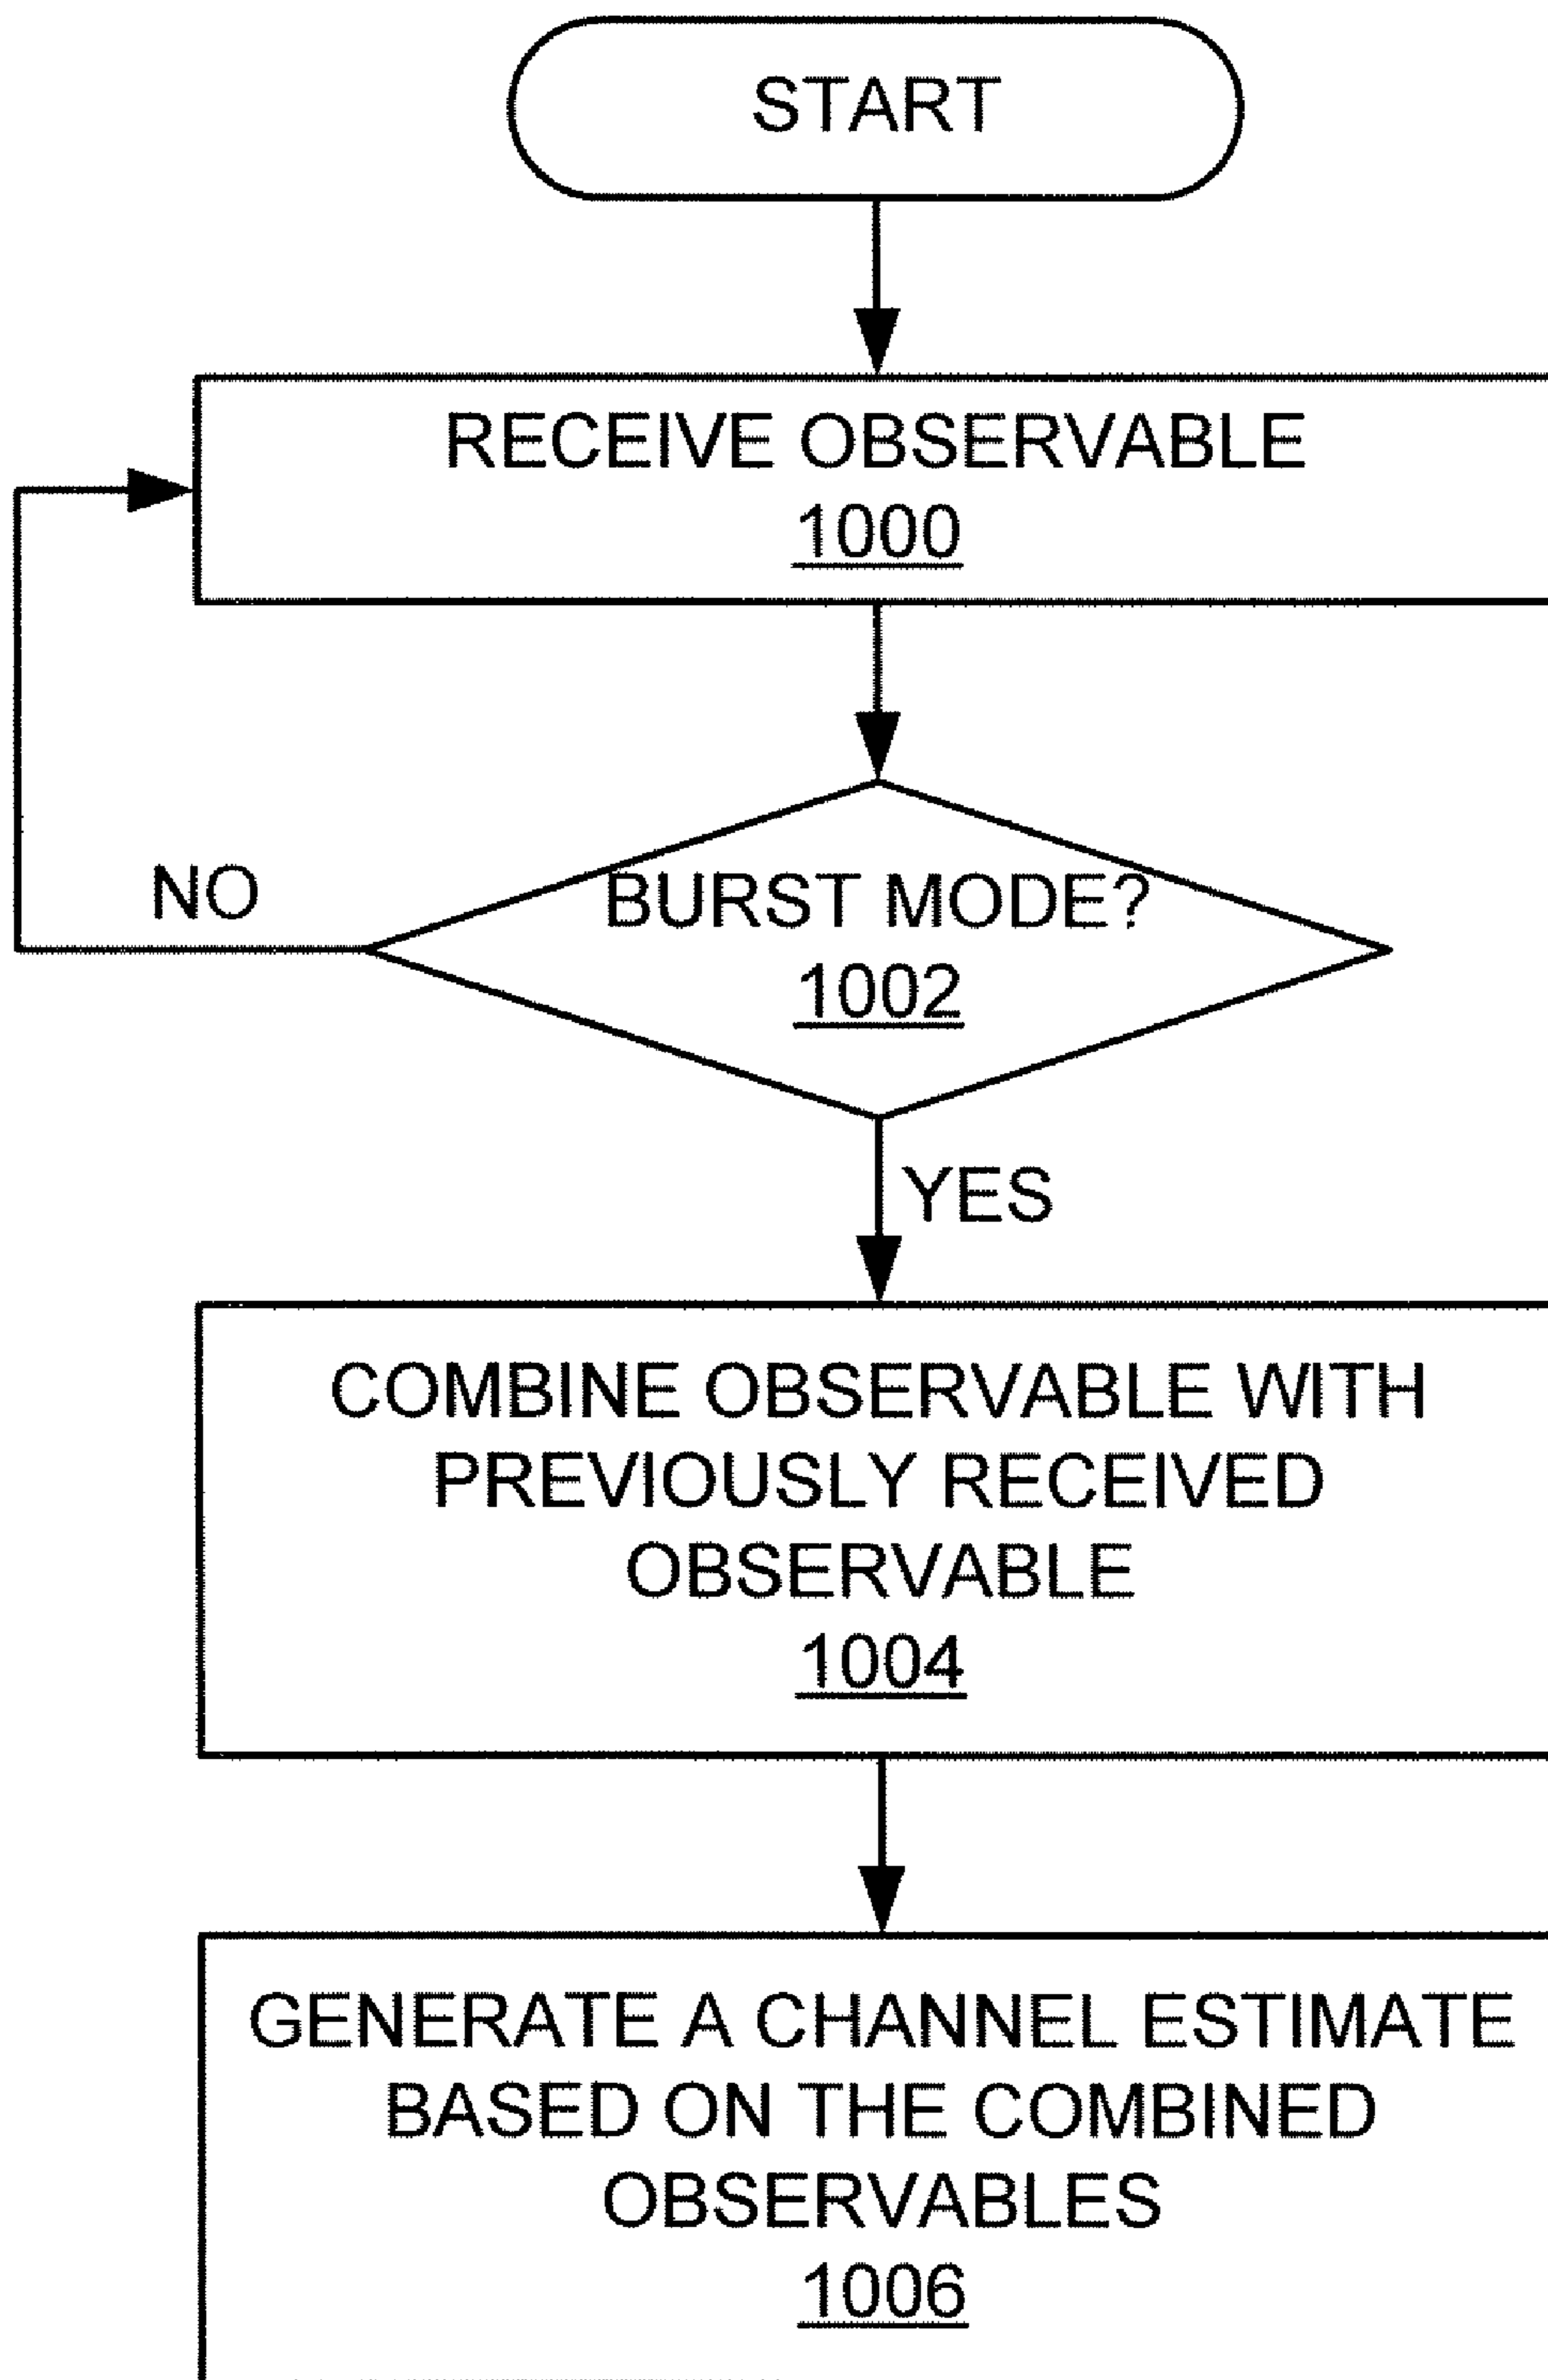 START
RECEIVE OBSERVABLE
1000
NO
BURST MODE?
1002
YES
COMBINE OBSERVABLE WITH
PREVIOUSLY RECEIVED
OBSERVABLE
1004
GENERATE A CHANNEL ESTIMATE
BASED ON THE COMBINED
OBSERVABLES
1006